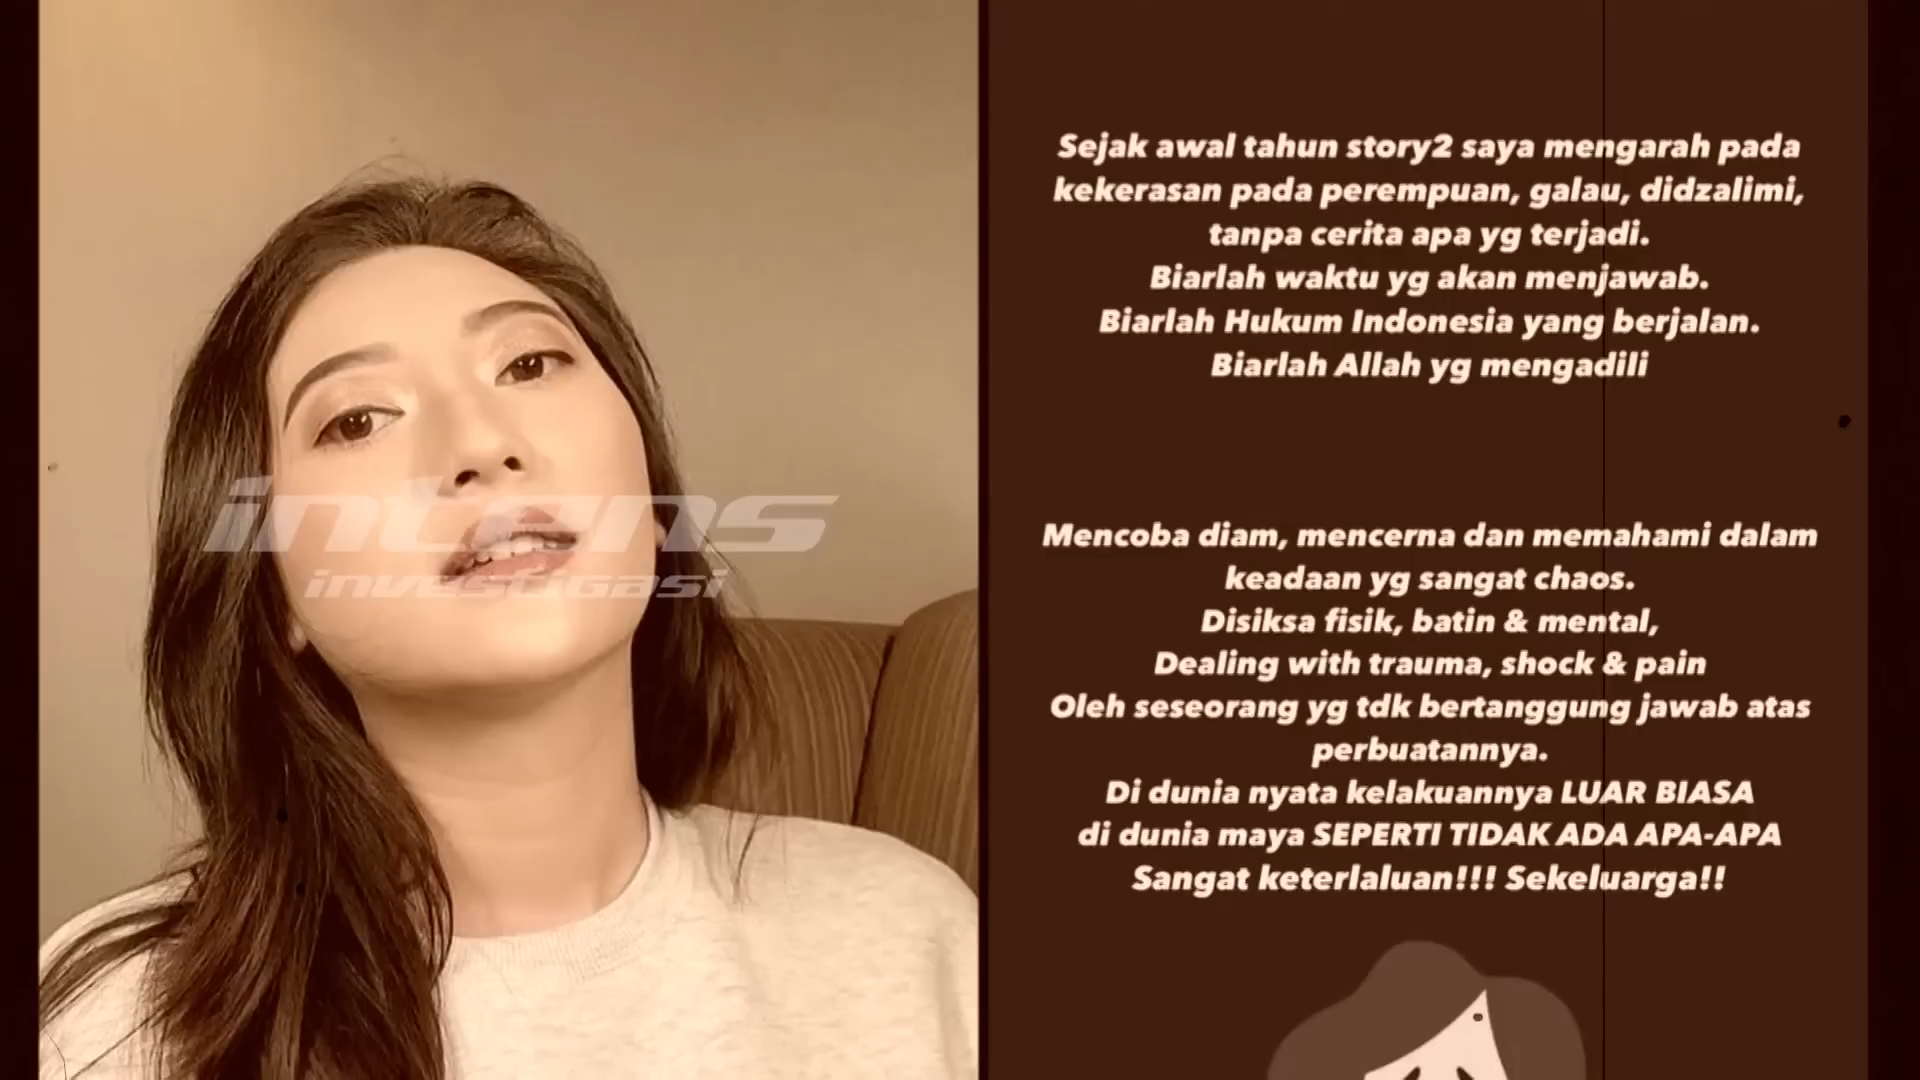 intens
investigasi
Sejak awal tahun story2 saya mengarah pada
kekerasan pada perempuan, galau, didzalimi,
tanpa cerita apa yg terjadi.
Biarlah waktu yg akan menjawab.
Biarlah Hukum Indonesia yang berjalan.
Biarlah Allah yg mengadili
Mencoba diam, mencerna dan memahami dalam
keadaan yg sangat chaos.
Disiksa fisik, batin & mental,
Dealing with trauma, shock & pain
Oleh seseorang yg tdk bertanggung jawab atas
perbuatannya.
Di dunia nyata kelakuannya LUAR BIASA
di dunia maya SEPERTI TIDAK ADA APA-APA
Sangat keterlaluan!!! Sekeluarga!!